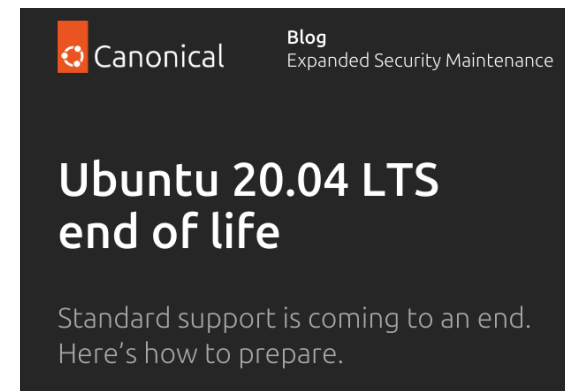 Canonical
Blog
Expanded Security Maintenance
Ubuntu 20.04 LTS
end of life
Standard support is coming to an end.
Here’s how to prepare.